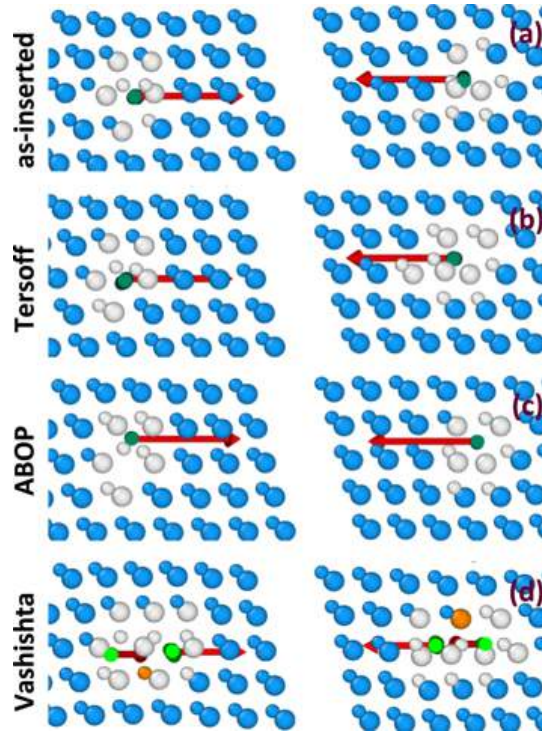 as-inserted
(a)
Tersoff
(b)
ABOP
(c)
Vashishta
(d)